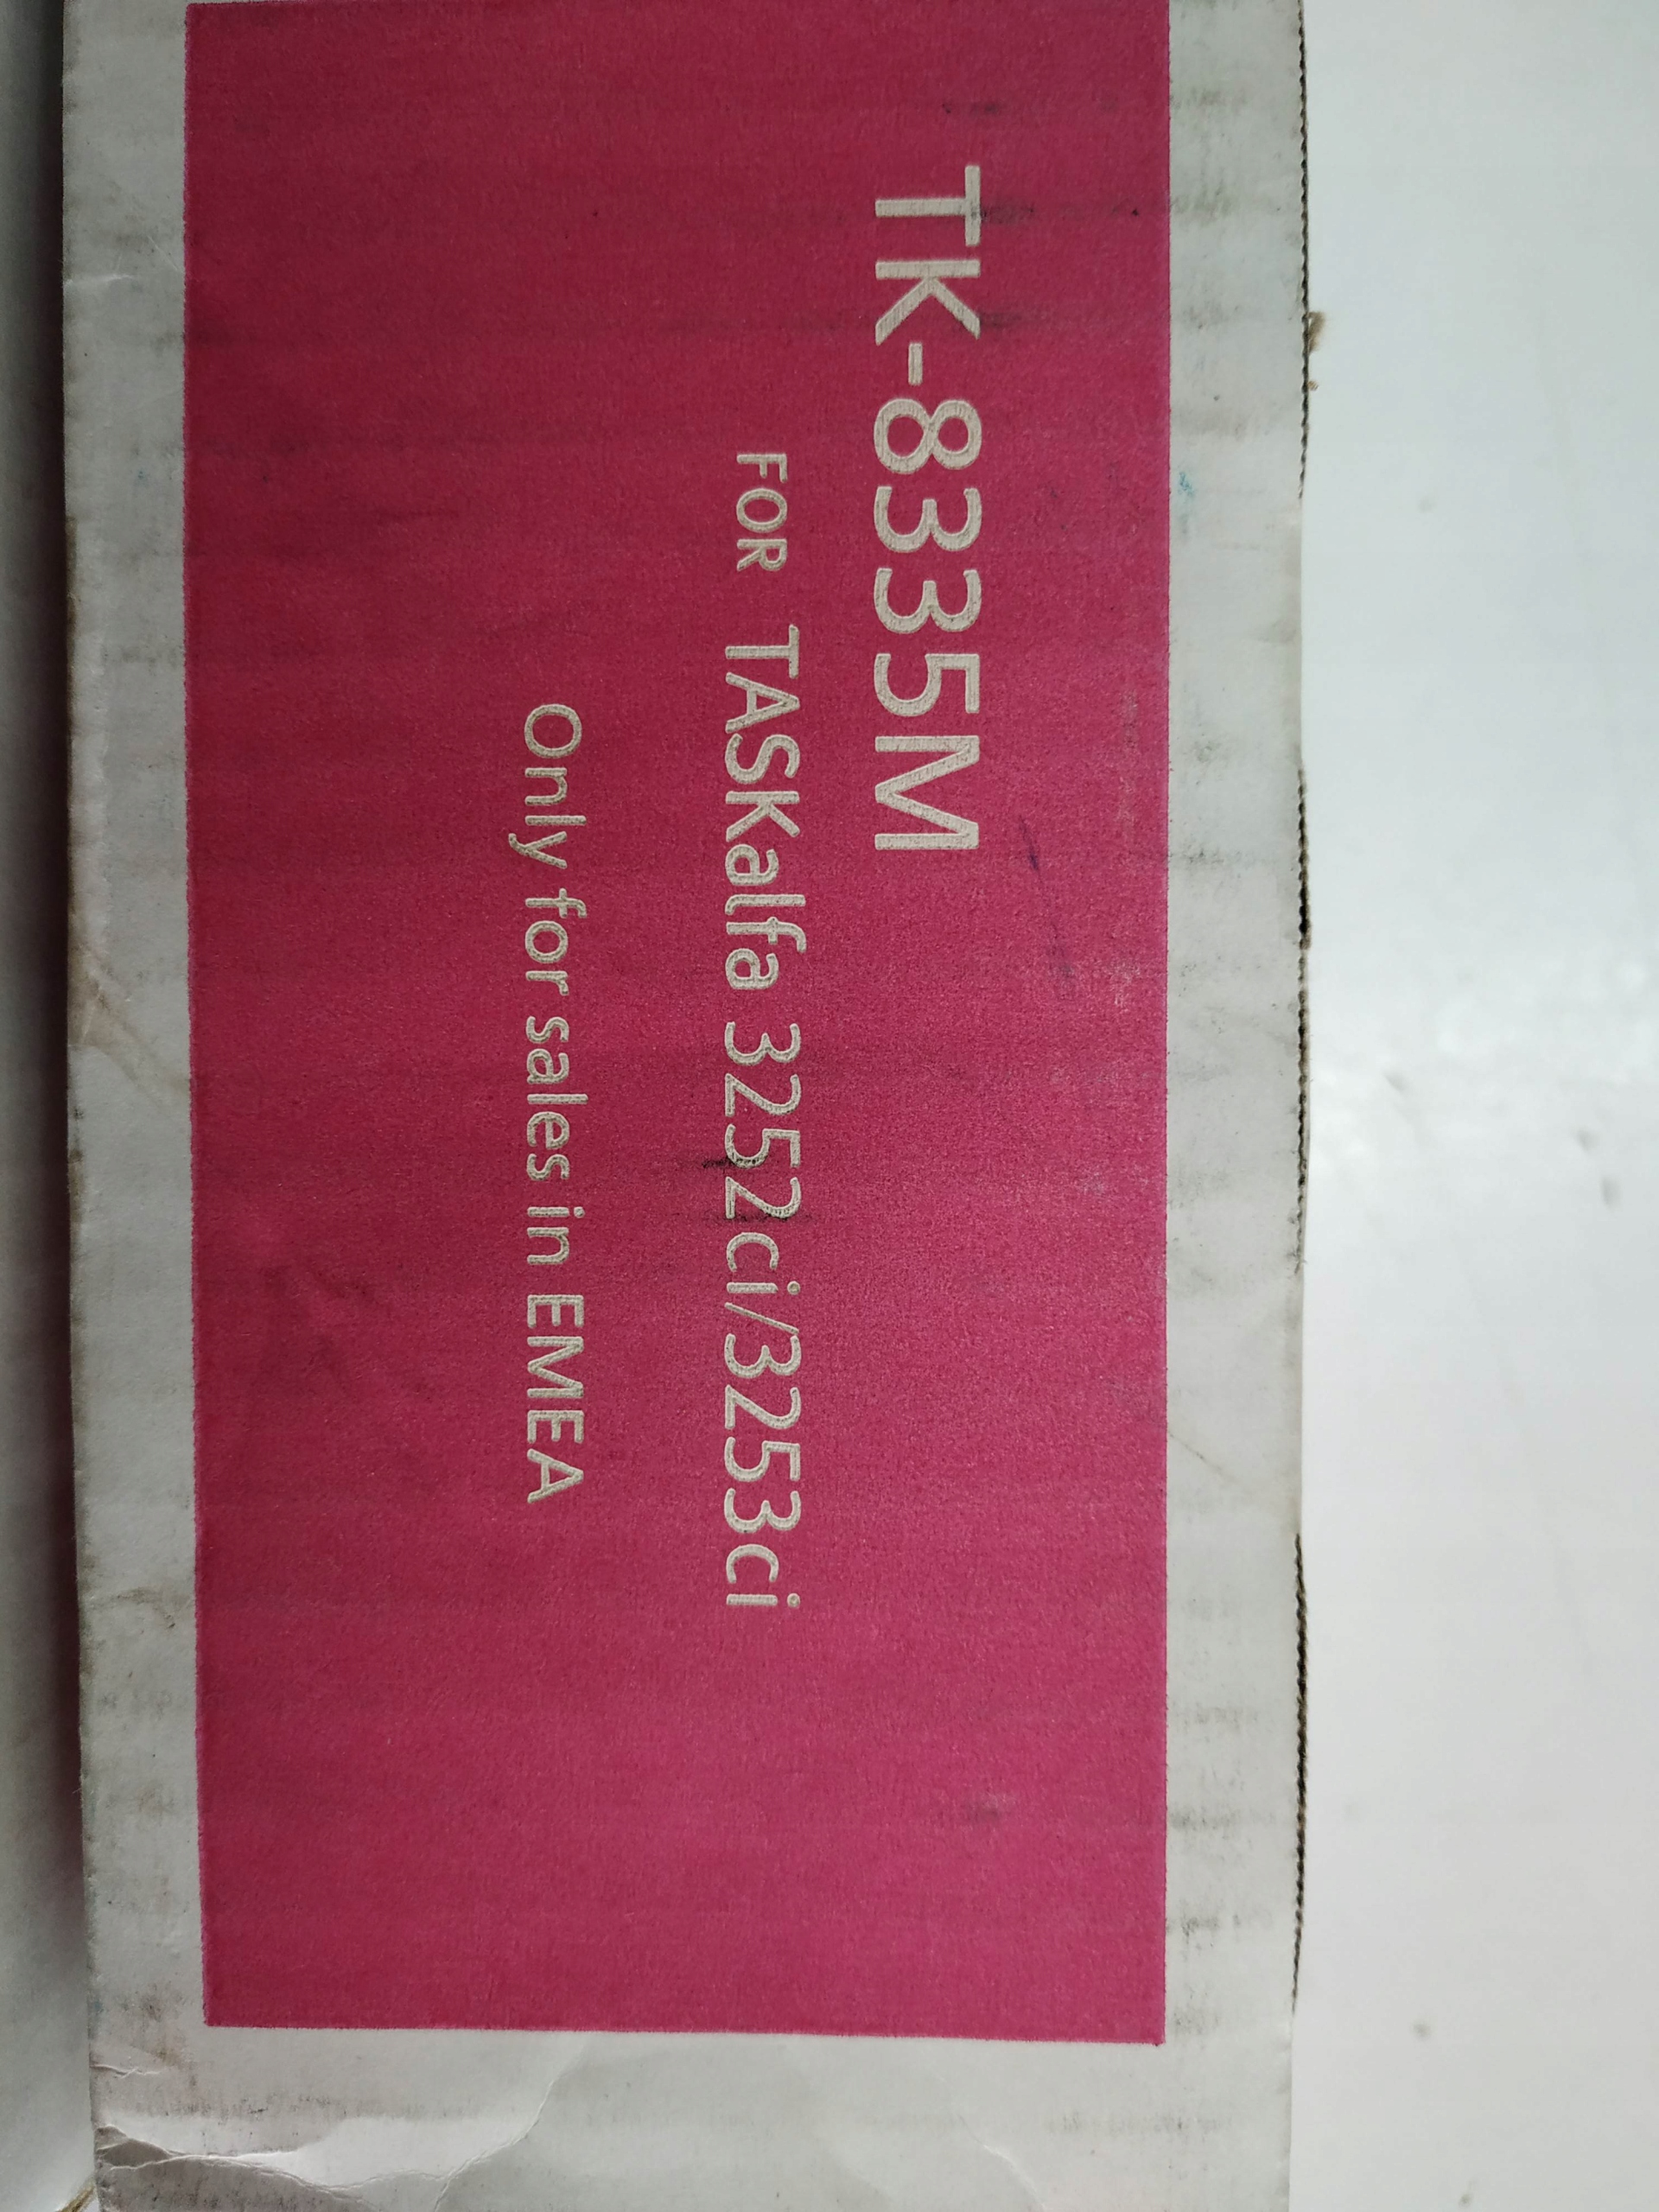 TK-8335M
FOR TASKalfa 3252ci/3253ci
Only for sales in EMEA